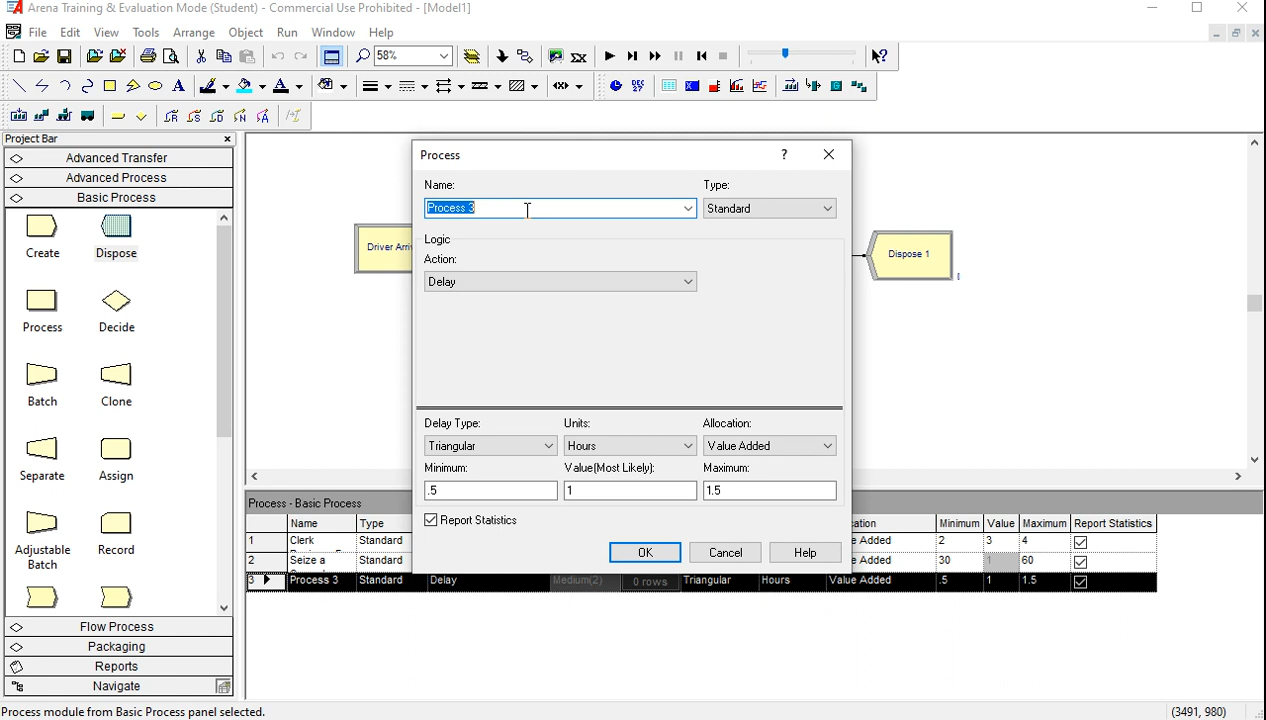 Arena Training & Evaluation Mode (Student) - Commercial Use Prohibited - [Model1]
File Edit View Tools Arrange Object Run Window Help
58%
Project Bar
Advanced Transfer
Advanced Process
Basic Process
Create Dispose
Process Decide
Batch Clone
Separate Assign
Adjustable Record
Batch
Flow Process
Packaging
Reports
Navigate
Driver Arri
Dispose 1
Process
Name: Type:
Process 3 Standard
Logic
Action:
Delay
Delay Type: Units: Allocation:
Triangular Hours Value Added
Minimum: Value(Most Likely): Maximum:
.5 1 1.5
Report Statistics
OK Cancel Help
Process - Basic Process
Name Type ation Minimum Value Maximum Report Statistics
1 Clerk Standard e Added 2 3 4
2 Seize a Standard e Added 30 1 60
3 Process 3 Standard Delay Medium(2) 0 rows Triangular Hours Value Added .5 1 1.5
Process module from Basic Process panel selected. (3491, 980)